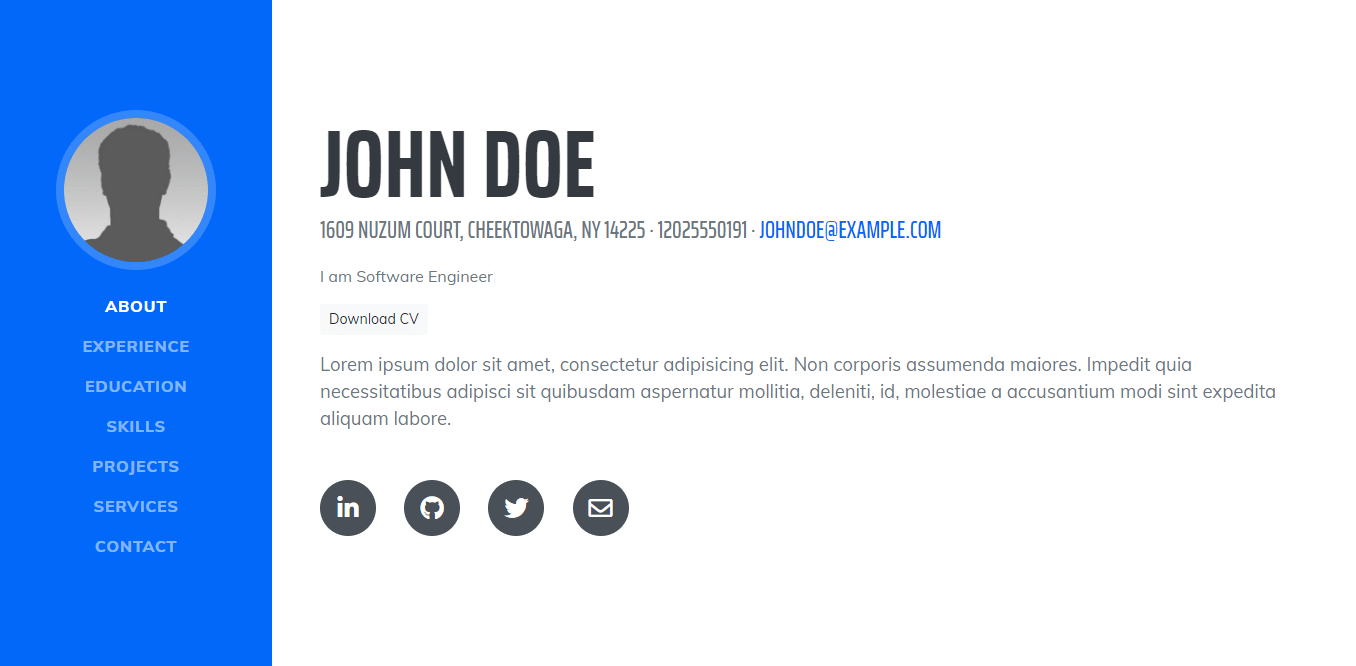 ABOUT
EXPERIENCE
EDUCATION
SKILLS
PROJECTS
SERVICES
CONTACT
JOHN DOE
1609 NUZUM COURT, CHEEKTOWAGA, NY 14225 · 12025550191 · JOHNDOE@EXAMPLE.COM
I am Software Engineer
Download CV
Lorem ipsum dolor sit amet, consectetur adipisicing elit. Non corporis assumenda maiores. Impedit quia
necessitatibus adipisci sit quibusdam aspernatur mollitia, deleniti, id, molestiae a accusantium modi sint expedita
aliquam labore.
in